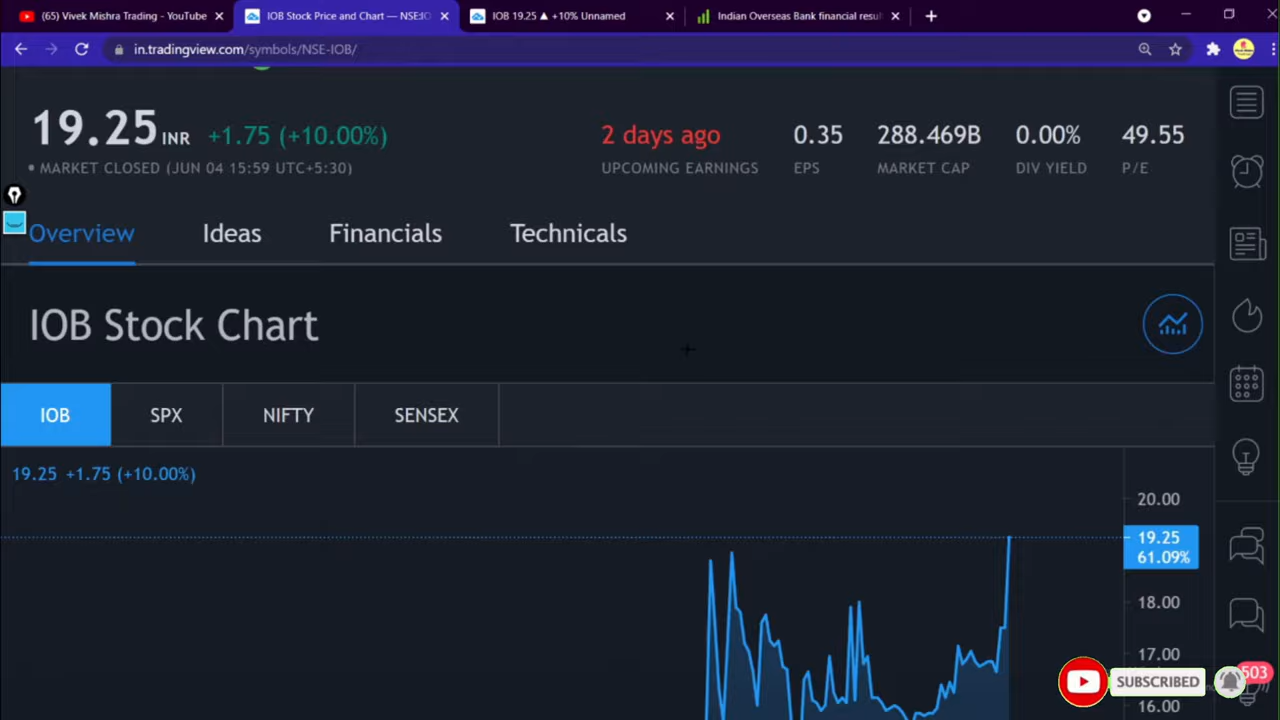 (65) Vivek Mishra Trading - YouTube
IOB Stock Price and Chart — NSE:IO
IOB 19.25 ▲ +10% Unnamed
Indian Overseas Bank financial resul
in.tradingview.com/symbols/NSE-IOB/
19.25 INR +1.75 (+10.00%)
• MARKET CLOSED (JUN 04 15:59 UTC+5:30)
2 days ago
UPCOMING EARNINGS
0.35
EPS
288.469B
MARKET CAP
0.00%
DIV YIELD
49.55
P/E
Overview Ideas Financials Technicals
IOB Stock Chart
IOB SPX NIFTY SENSEX
19.25 +1.75 (+10.00%)
20.00
19.25
61.09%
18.00
17.00
16.00
503
SUBSCRIBED